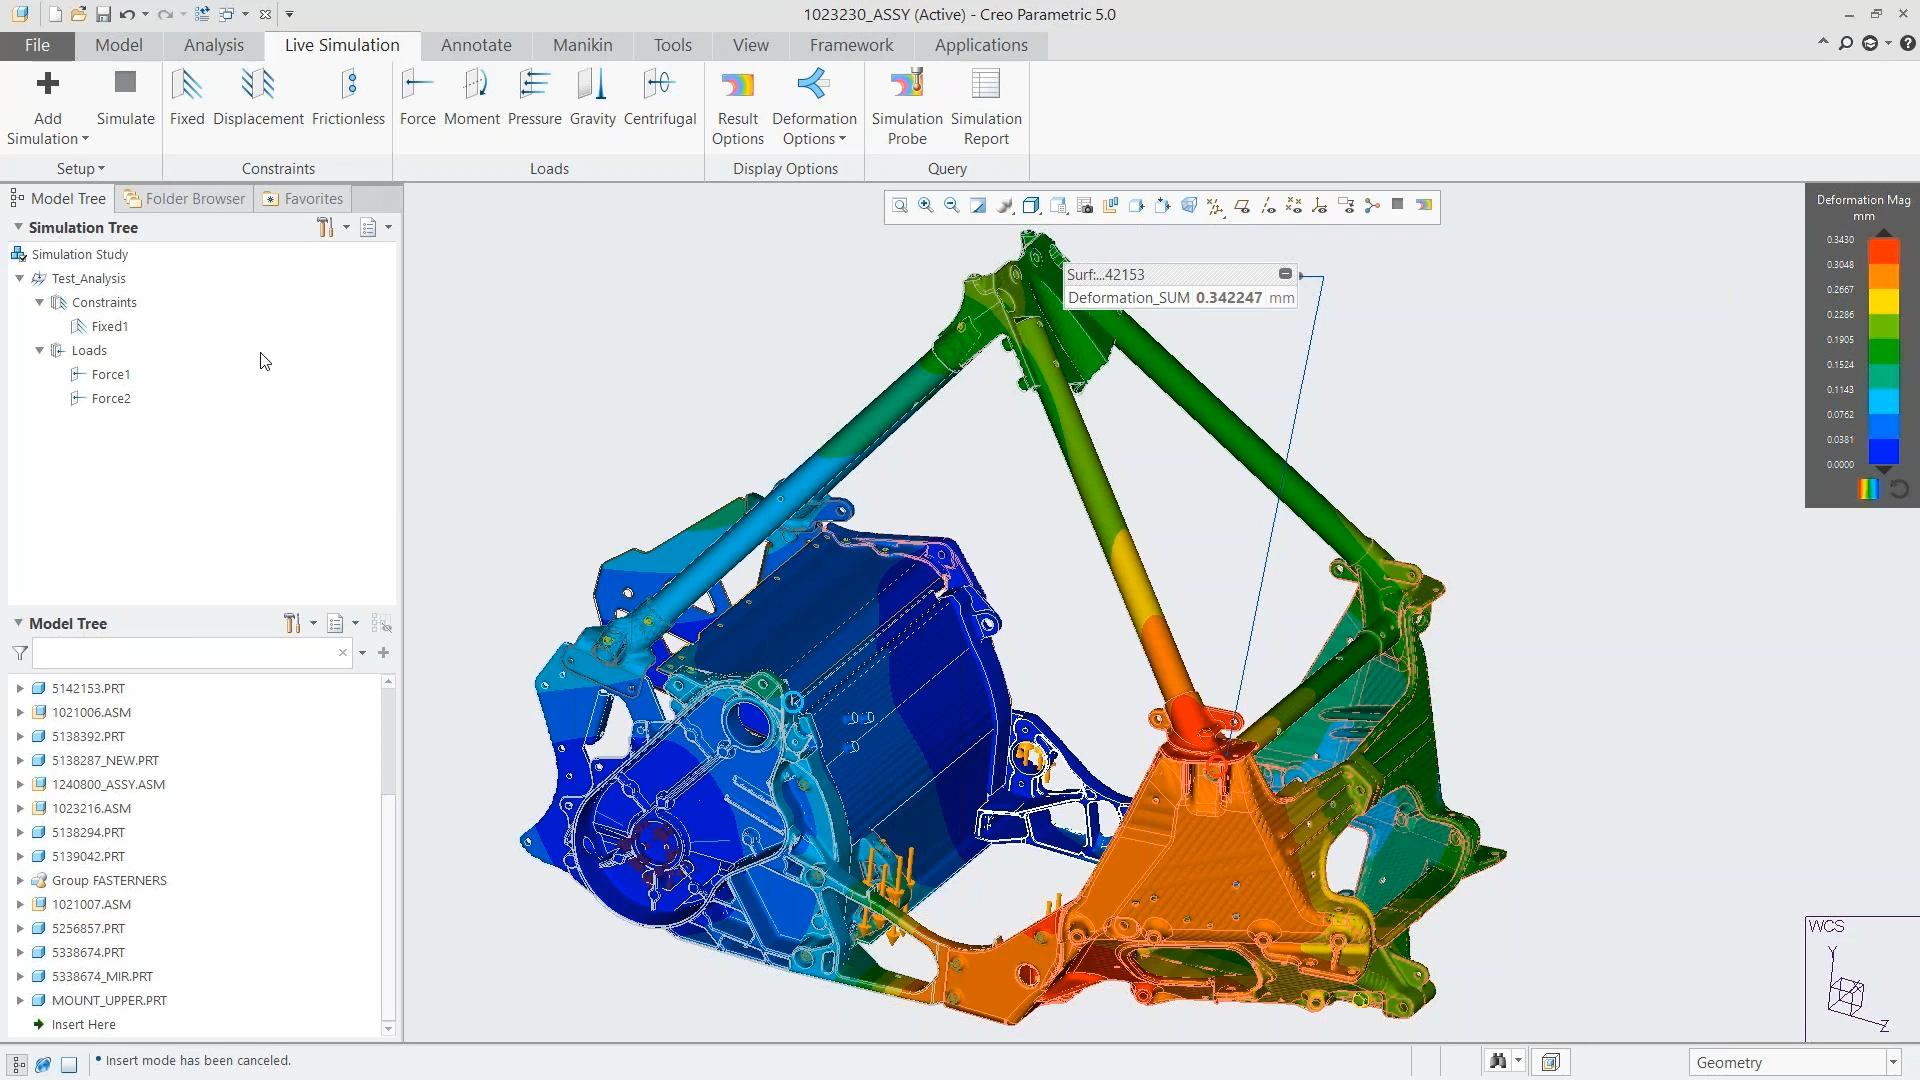 1023230_ASSY (Active) - Creo Parametric 5.0
File Model Analysis Live Simulation Annotate Manikin Tools View Framework Applications
Add Simulation
Simulate
Fixed
Displacement
Frictionless
Force
Moment
Pressure
Gravity
Centrifugal
Result Options
Deformation Options
Simulation Probe
Simulation Report
Setup
Constraints
Loads
Display Options
Query
Model Tree
Folder Browser
Favorites
Simulation Tree
Simulation Study
Test_Analysis
Constraints
Fixed1
Loads
Force1
Force2
Model Tree
5142153.PRT
1021006.ASM
5138392.PRT
5138287_NEW.PRT
1240800_ASSY.ASM
1023216.ASM
5138294.PRT
5139042.PRT
Group FASTERNERS
1021007.ASM
5256857.PRT
5338674.PRT
5338674_MIR.PRT
MOUNT_UPPER.PRT
Insert Here
Surf:...42153
Deformation_SUM 0.342247 mm
Deformation Mag
mm
0.3430
0.3048
0.2667
0.2286
0.1905
0.1524
0.1143
0.0762
0.0381
0.0000
WCS
Y
Z
• Insert mode has been canceled.
Geometry